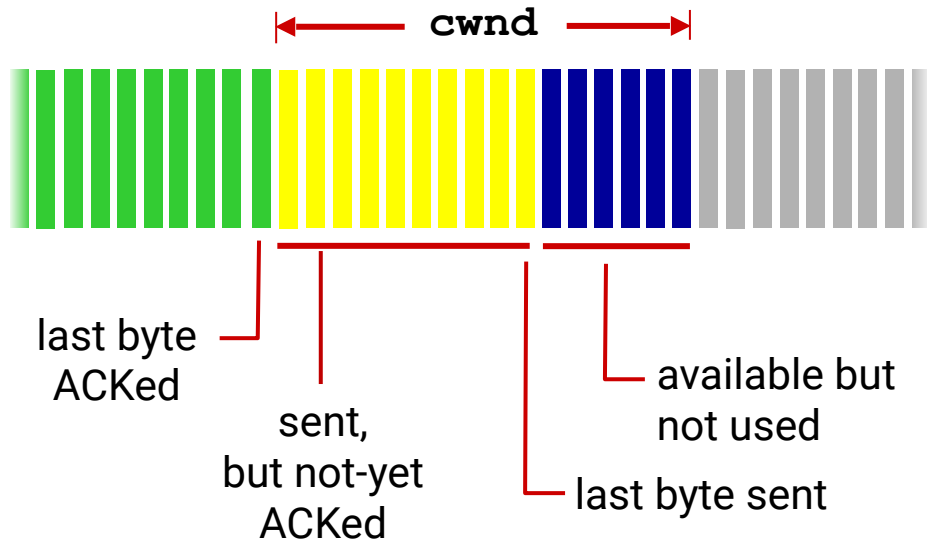 cwnd
last byte
ACKed
sent,
but not-yet
ACKed
available but
not used
last byte sent